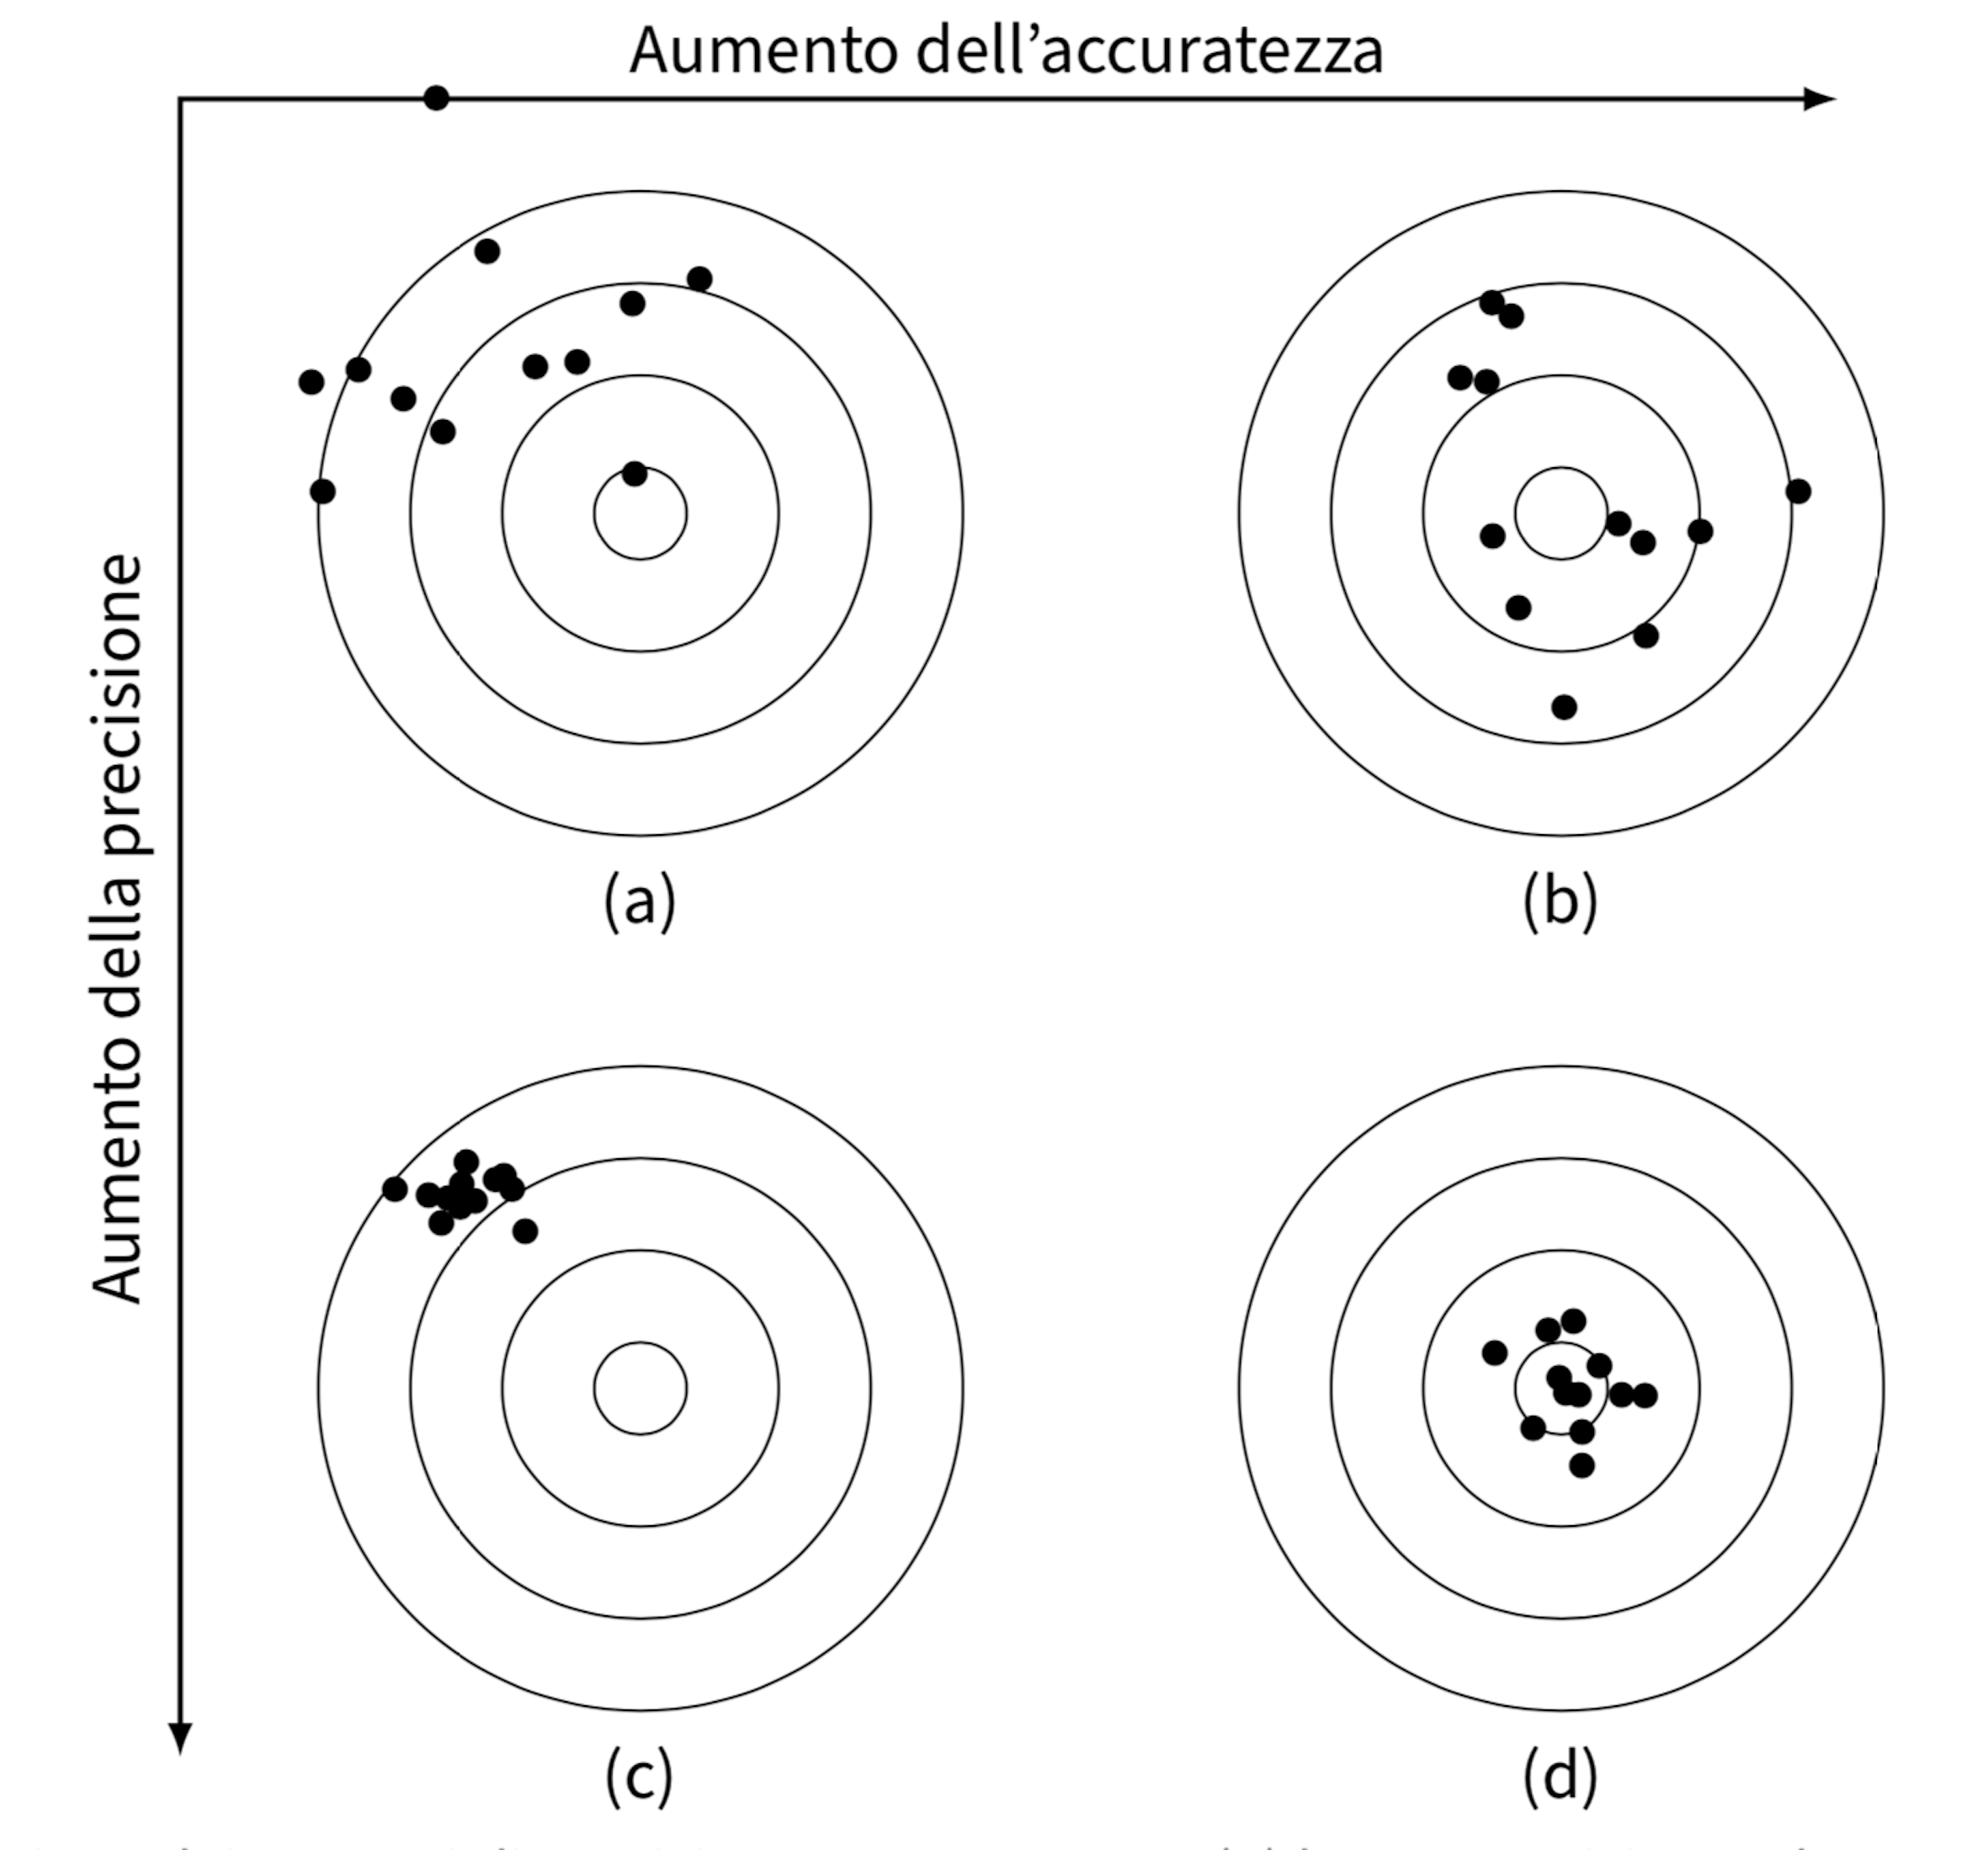 Aumento dell’accuratezza
Aumento della precisione
(a)
(b)
(c)
(d)